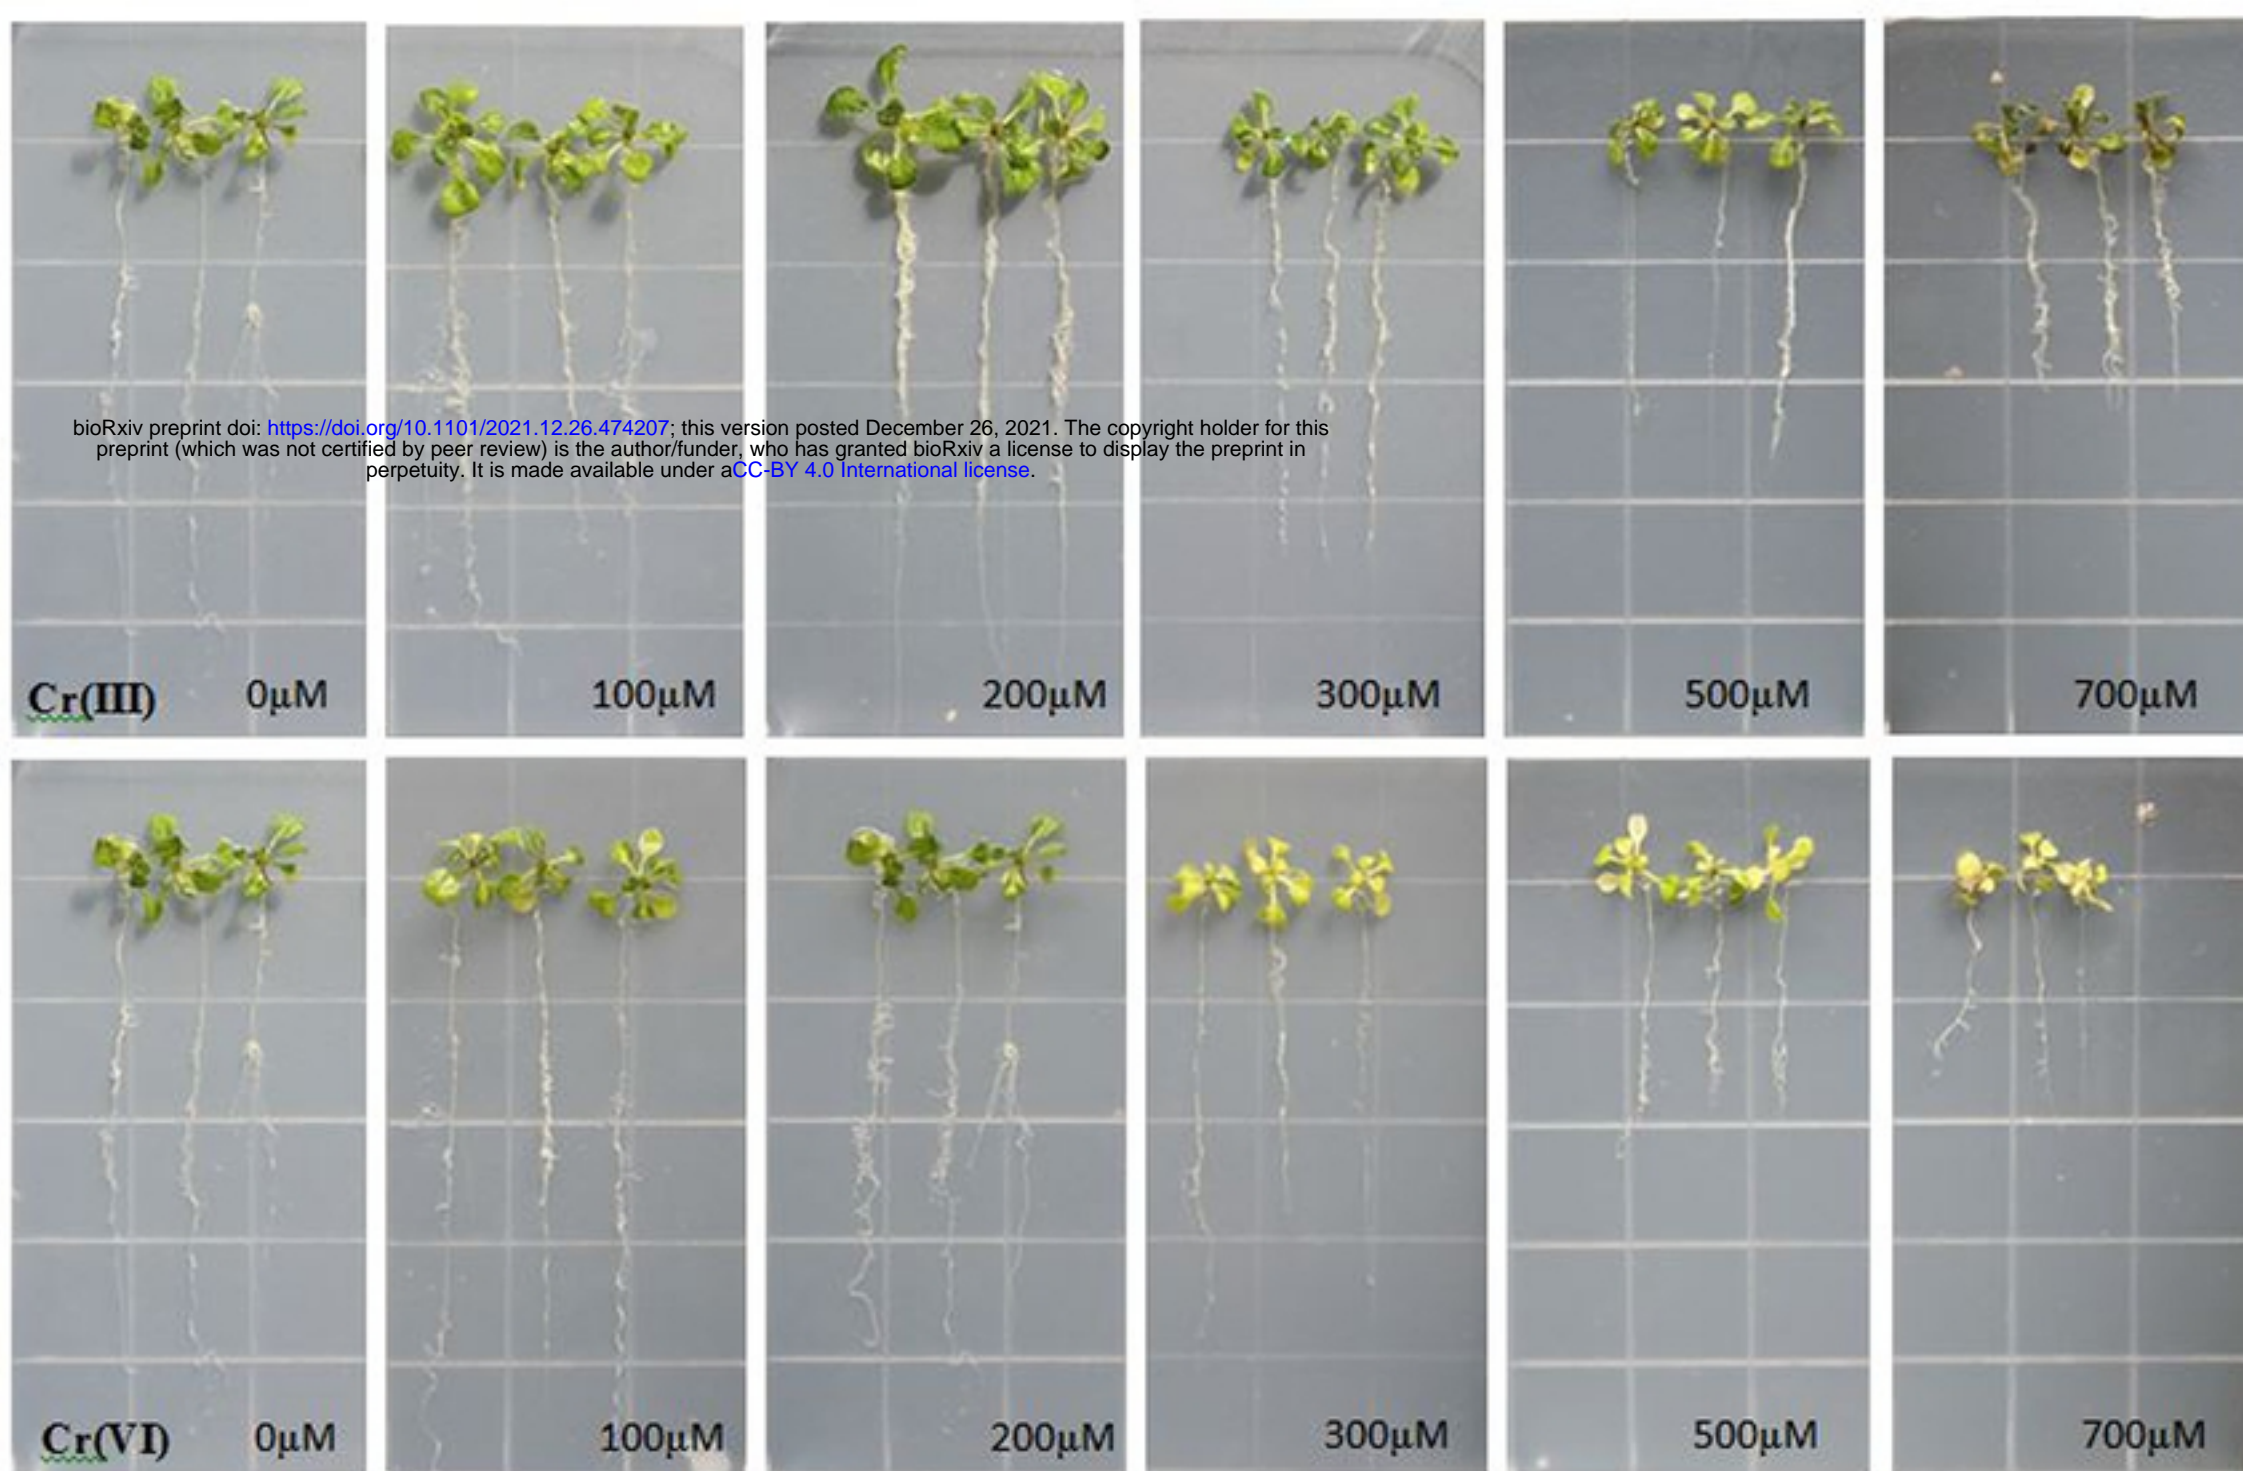 bioRxiv preprint doi: https://doi.org/10.1101/2021.12.26.474207; this version posted December 26, 2021. The copyright holder for this
preprint (which was not certified by peer review) is the author/funder, who has granted bioRxiv a license to display the preprint in
perpetuity. It is made available under aCC-BY 4.0 International license.
Cr(III) 0µM 100µM 200µM 300µM 500µM 700µM
Cr(VI) 0µM 100µM 200µM 300µM 500µM 700µM